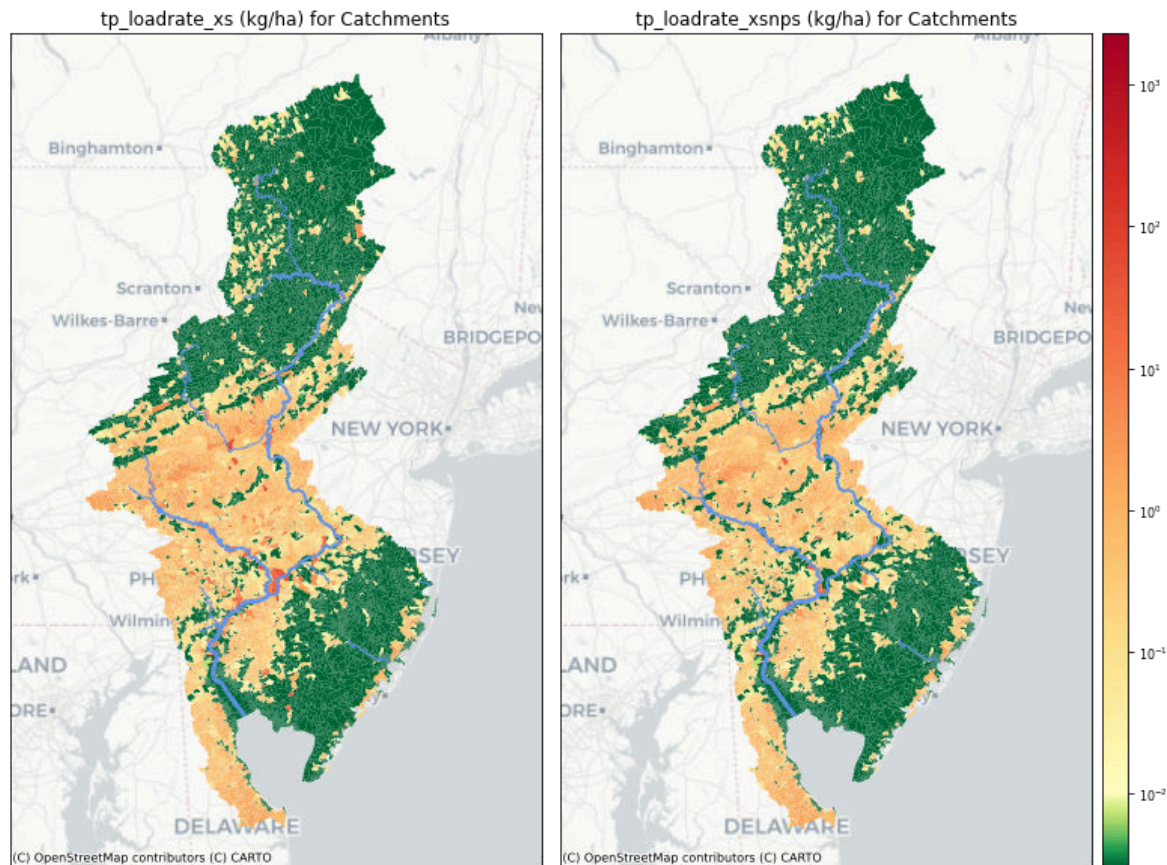 tp_loadrate_xs (kg/ha) for Catchments
tp_loadrate_xsnps (kg/ha) for Catchments
Albany
Binghamton
Scranton
Wilkes-Barre
BRIDGEPO
NEW YORK
SEY
PH
Wilmin
LAND
ORE
DELAWARE
(C) OpenStreetMap contributors (C) CARTO
Albany
Binghamton
Scranton
Wilkes-Barre
New
BRIDGEPO
NEW YORK
SEY
PH
Wilmin
LAND
ORE
DELAWARE
(C) OpenStreetMap contributors (C) CARTO
10³
10²
10¹
10⁰
10⁻¹
10⁻²